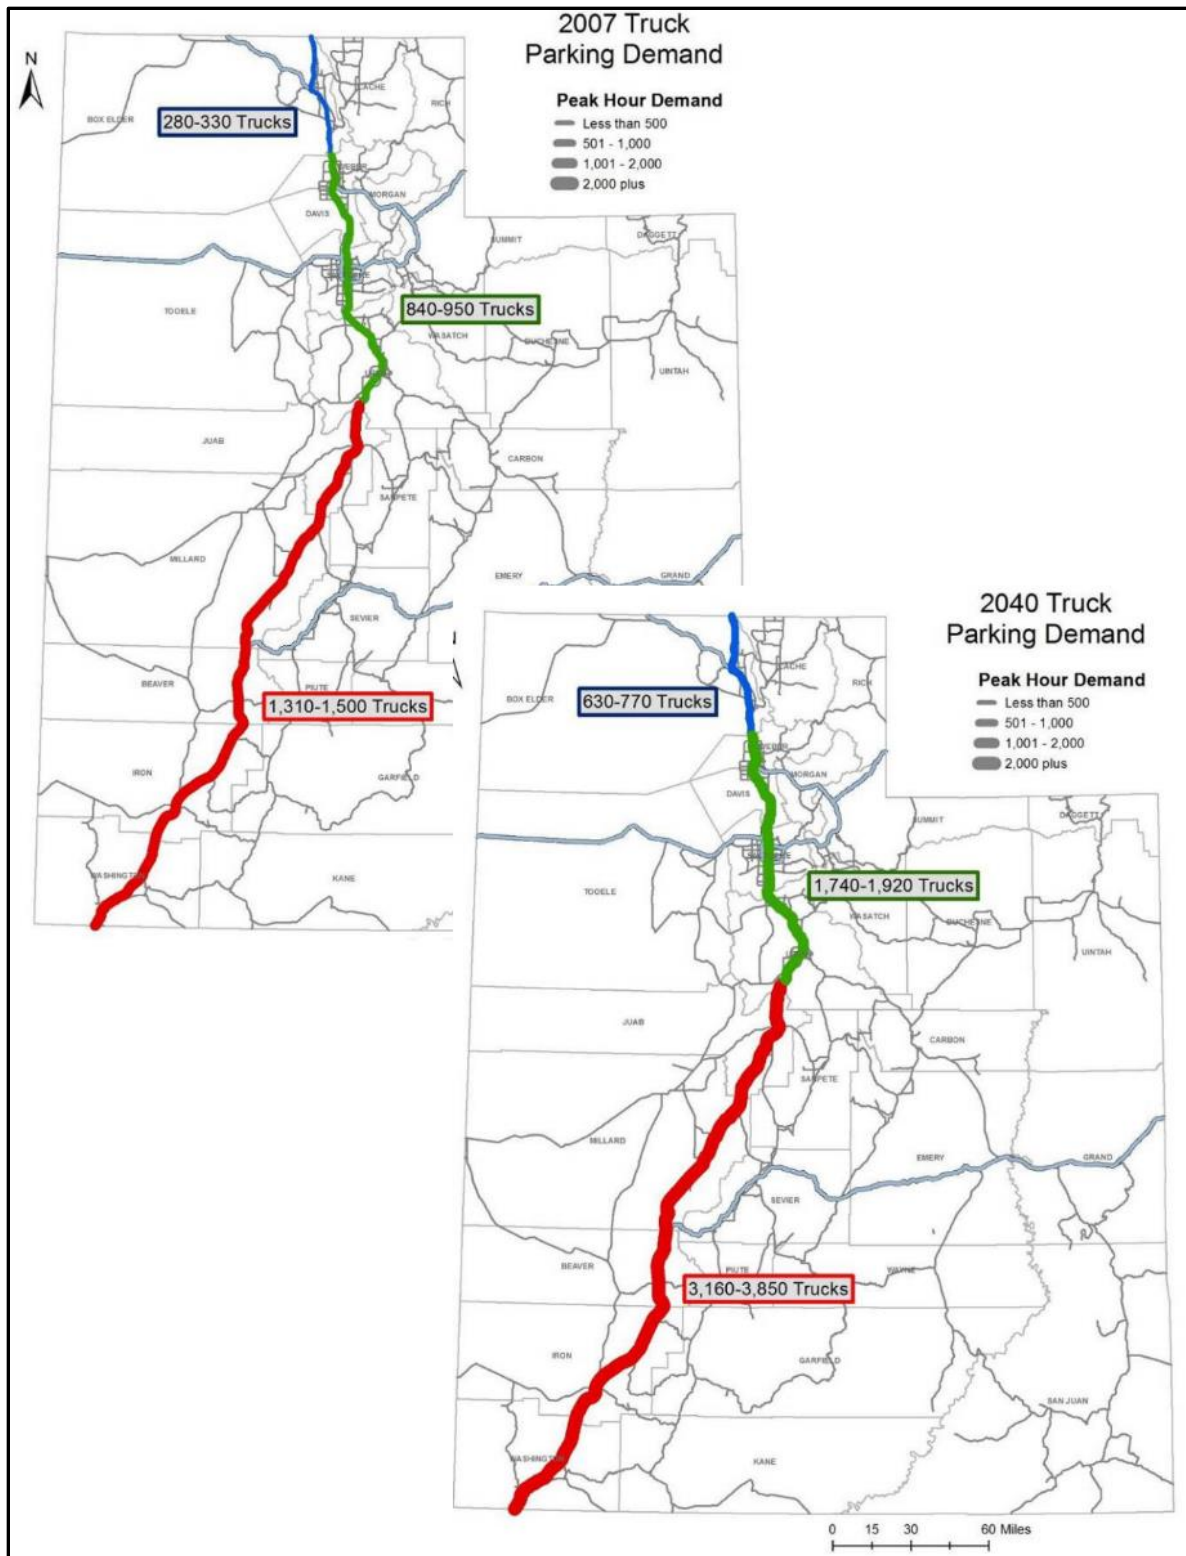 2007 Truck
Parking Demand
N
Peak Hour Demand
Less than 500
501 - 1,000
1,001 - 2,000
2,000 plus
CACHE
RICH
BOX ELDER
280-330 Trucks
WEBER
MORGAN
DAVIS
SUMMIT
DAGGETT
TOOELE
840-950 Trucks
WASATCH
DUCHESNE
UINTAH
JUAB
CARBON
SANPETE
MILLARD
EMERY
GRAND
SEVIER
BEAVER
PIUTE
1,310-1,500 Trucks
IRON
GARFIELD
WASHINGTON
KANE
2040 Truck
Parking Demand
Peak Hour Demand
Less than 500
501 - 1,000
1,001 - 2,000
2,000 plus
CACHE
RICH
BOX ELDER
630-770 Trucks
WEBER
MORGAN
DAVIS
SUMMIT
DAGGETT
TOOELE
1,740-1,920 Trucks
WASATCH
DUCHESNE
UINTAH
JUAB
CARBON
SANPETE
MILLARD
EMERY
GRAND
SEVIER
BEAVER
PIUTE
WAYNE
3,160-3,850 Trucks
IRON
GARFIELD
SAN JUAN
WASHINGTON
KANE
0 15 30 60 Miles